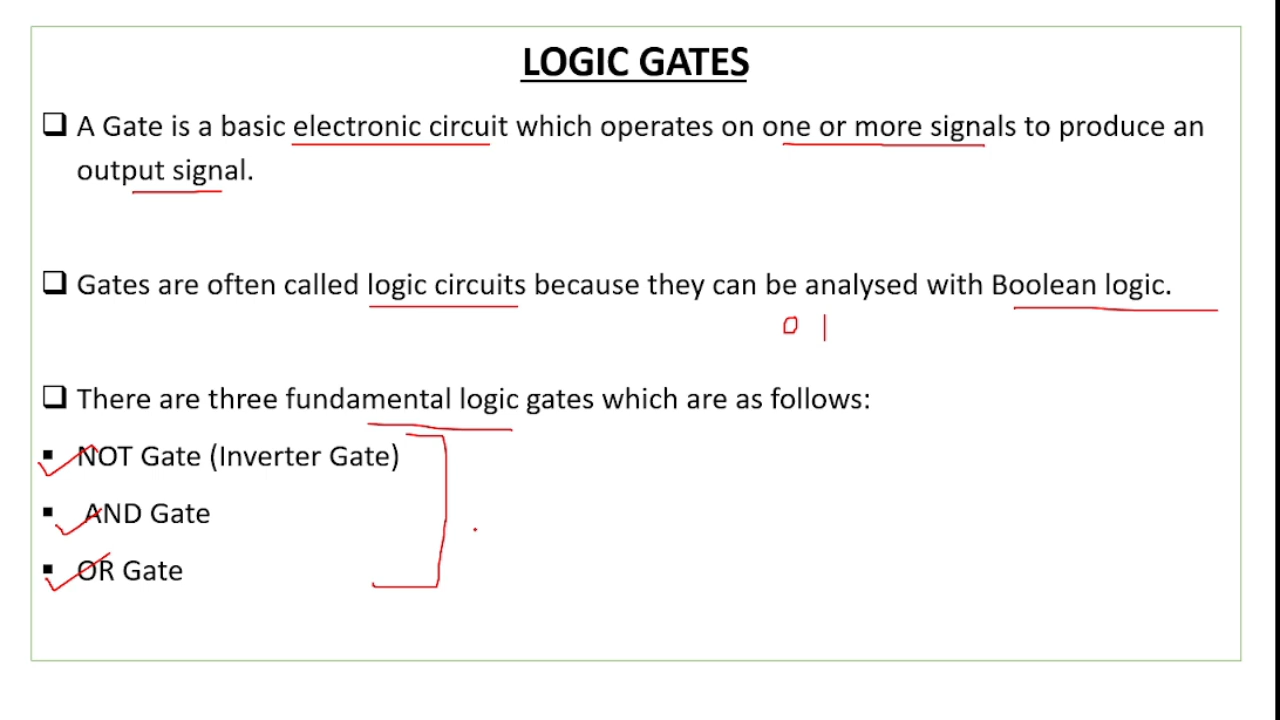 LOGIC GATES
A Gate is a basic electronic circuit which operates on one or more signals to produce an
output signal.
Gates are often called logic circuits because they can be analysed with Boolean logic.
0 1
There are three fundamental logic gates which are as follows:
NOT Gate (Inverter Gate)
AND Gate
OR Gate